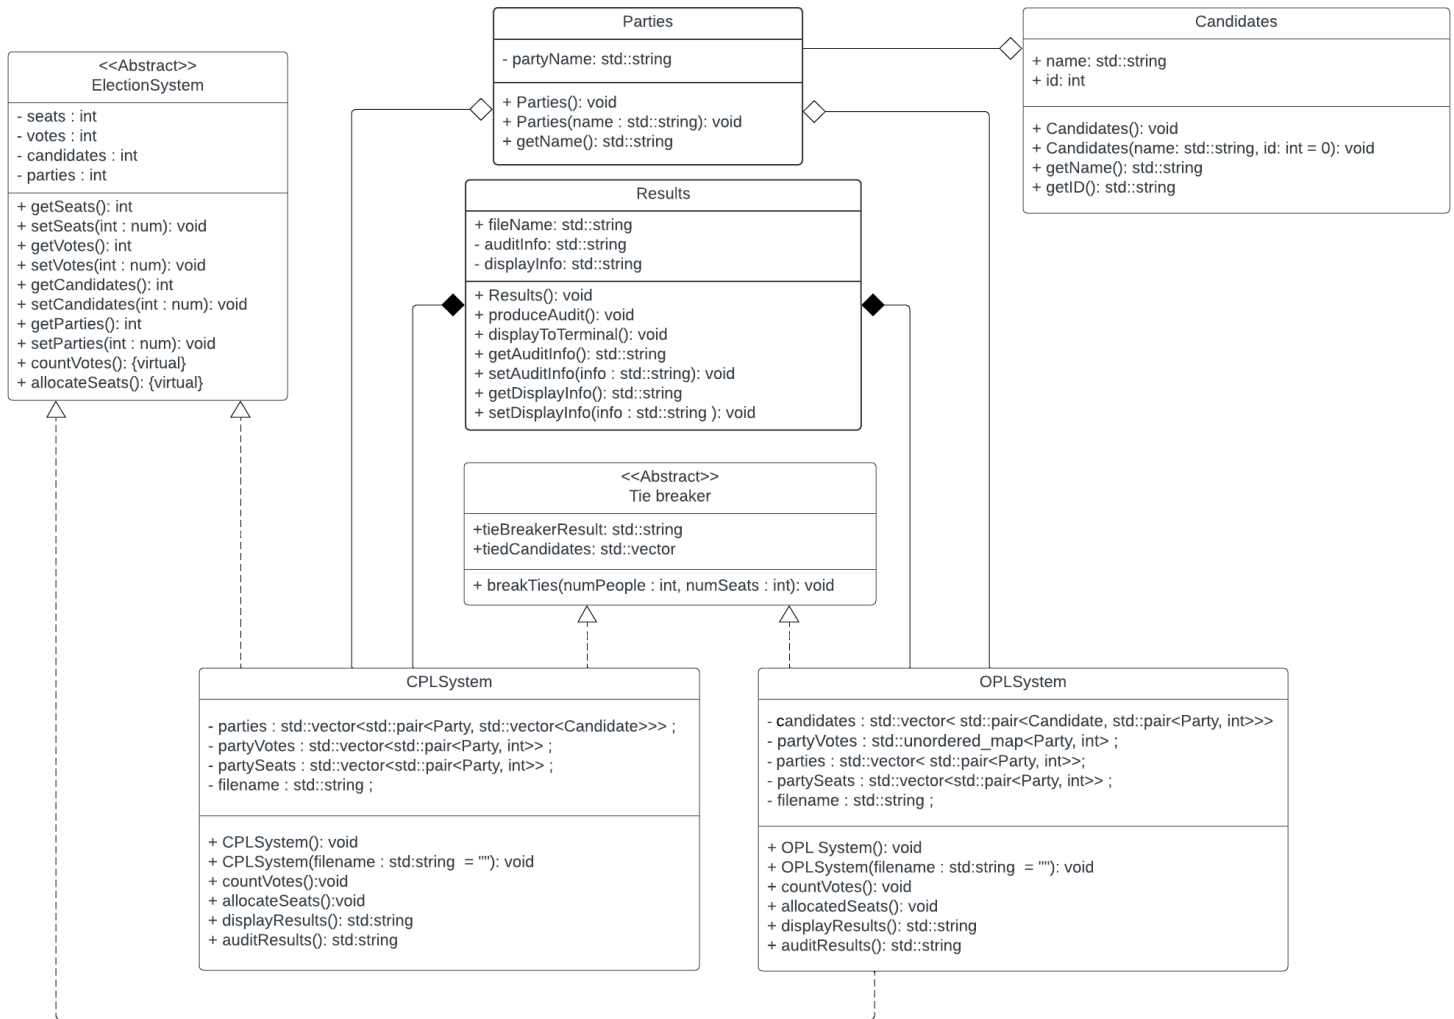 <<Abstract>>
ElectionSystem
- seats : int
- votes : int
- candidates : int
- parties : int
+ getSeats(): int
+ setSeats(int : num): void
+ getVotes(): int
+ setVotes(int : num): void
+ getCandidates(): int
+ setCandidates(int : num): void
+ getParties(): int
+ setParties(int : num): void
+ countVotes(): {virtual}
+ allocateSeats(): {virtual}
Parties
- partyName: std::string
+ Parties(): void
+ Parties(name : std::string): void
+ getName(): std::string
Candidates
+ name: std::string
+ id: int
+ Candidates(): void
+ Candidates(name: std::string, id: int = 0): void
+ getName(): std::string
+ getID(): std::string
Results
+ fileName: std::string
- auditInfo: std::string
- displayInfo: std::string
+ Results(): void
+ produceAudit(): void
+ displayToTerminal(): void
+ getAuditInfo(): std::string
+ setAuditInfo(info : std::string): void
+ getDisplayInfo(): std::string
+ setDisplayInfo(info : std::string ): void
<<Abstract>>
Tie breaker
+tieBreakerResult: std::string
+tiedCandidates: std::vector
+ breakTies(numPeople : int, numSeats : int): void
CPLSystem
- parties : std::vector<std::pair<Party, std::vector<Candidate>>> ;
- partyVotes : std::vector<std::pair<Party, int>> ;
- partySeats : std::vector<std::pair<Party, int>> ;
- filename : std::string ;
+ CPLSystem(): void
+ CPLSystem(filename : std:string  = ""): void
+ countVotes():void
+ allocateSeats():void
+ displayResults(): std:string
+ auditResults(): std:string
OPLSystem
- candidates : std::vector< std::pair<Candidate, std::pair<Party, int>>>
- partyVotes : std::unordered_map<Party, int> ;
- parties : std::vector< std::pair<Party, int>>;
- partySeats : std::vector<std::pair<Party, int>> ;
- filename : std::string ;
+ OPL System(): void
+ OPLSystem(filename : std:string  = ""): void
+ countVotes(): void
+ allocatedSeats(): void
+ displayResults(): std::string
+ auditResults(): std::string